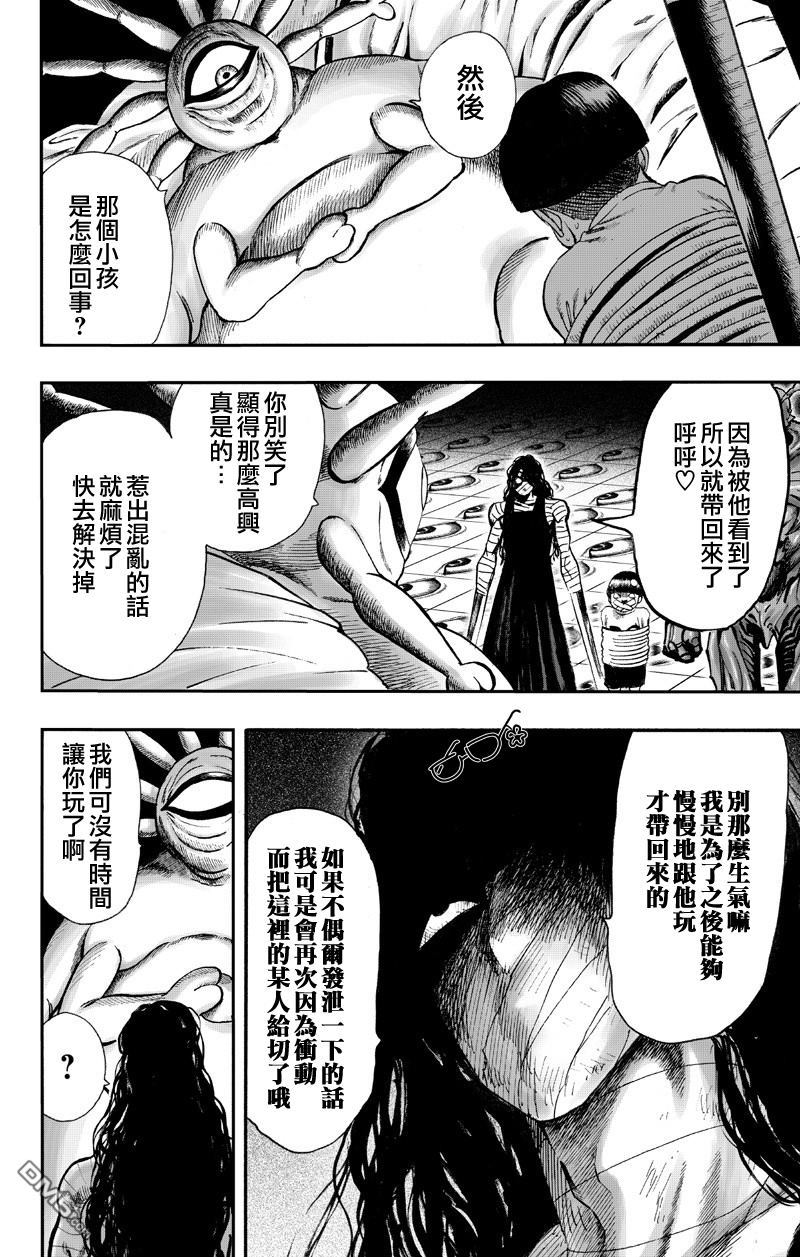 然後
那個小孩
是怎麼回事？
因為被他看到了
所以就帶回來了
呼呼♡
你別笑了
顯得那麼高興
真是的…
惹出混亂的話
就麻煩了
快去解決掉
別那麼生氣嘛
我是為了之後能夠
慢慢地跟他玩
才帶回來的
如果不偶爾發泄一下的話
我可是會再次因為衝動
而把這裡的某人給切了哦
我們可沒有時間
讓你玩了啊
？
DM5.com